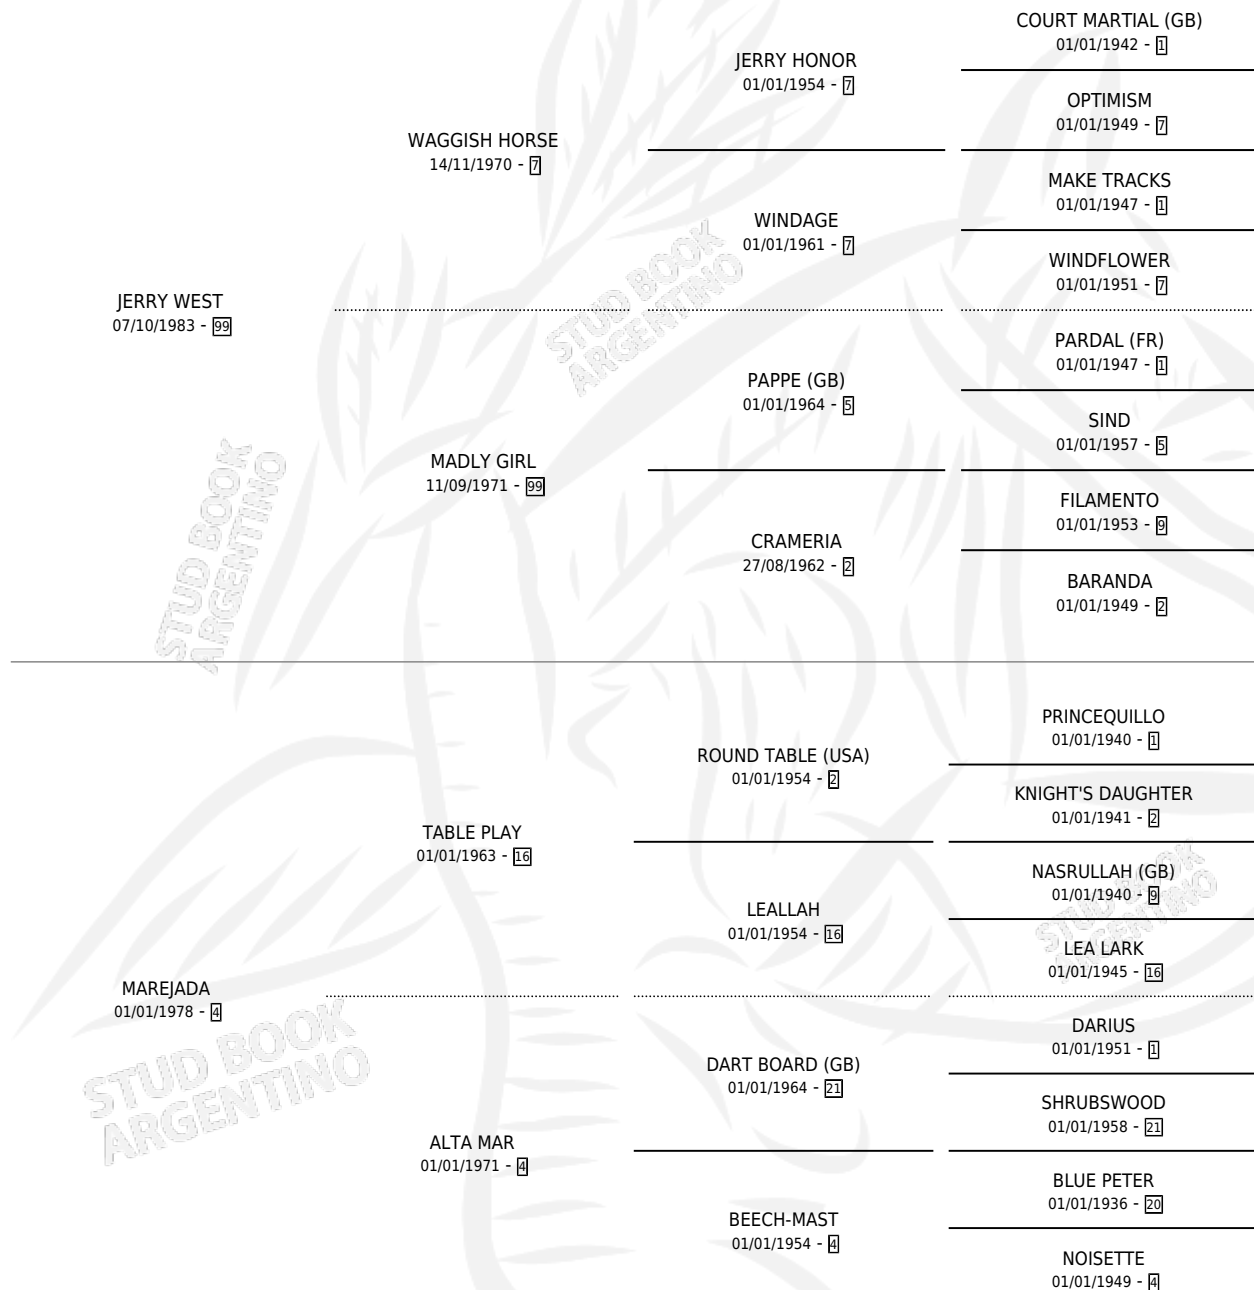 COURT MARTIAL (GB)
01/01/1942 - 1
JERRY HONOR
01/01/1954 - 7
OPTIMISM
01/01/1949 - 7
WAGGISH HORSE
14/11/1970 - 7
MAKE TRACKS
01/01/1947 - 1
WINDAGE
01/01/1961 - 7
WINDFLOWER
01/01/1951 - 7
JERRY WEST
07/10/1983 - 99
PARDAL (FR)
01/01/1947 - 1
PAPPE (GB)
01/01/1964 - 5
SIND
01/01/1957 - 5
MADLY GIRL
11/09/1971 - 99
FILAMENTO
01/01/1953 - 9
CRAMERIA
27/08/1962 - 2
BARANDA
01/01/1949 - 2
PRINCEQUILLO
01/01/1940 - 1
ROUND TABLE (USA)
01/01/1954 - 2
KNIGHT'S DAUGHTER
01/01/1941 - 2
TABLE PLAY
01/01/1963 - 16
NASRULLAH (GB)
01/01/1940 - 9
LEALLAH
01/01/1954 - 16
LEA LARK
01/01/1945 - 16
MAREJADA
01/01/1978 - 4
DARIUS
01/01/1951 - 1
DART BOARD (GB)
01/01/1964 - 21
SHRUBSWOOD
01/01/1958 - 21
ALTA MAR
01/01/1971 - 4
BLUE PETER
01/01/1936 - 20
BEECH-MAST
01/01/1954 - 4
NOISETTE
01/01/1949 - 4
STUD BOOK
ARGENTINO
STUD BOOK
ARGENTINO
STUD BOOK
ARGENTINO
STUD BOOK
ARGENTINO